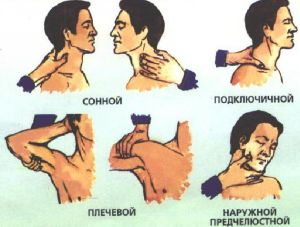 СОННОЙ
ПОДКЛЮЧИЧНОЙ
ПЛЕЧЕВОЙ
НАРУЖНОЙ
ПРЕДЧЕЛЮСТНОЙ